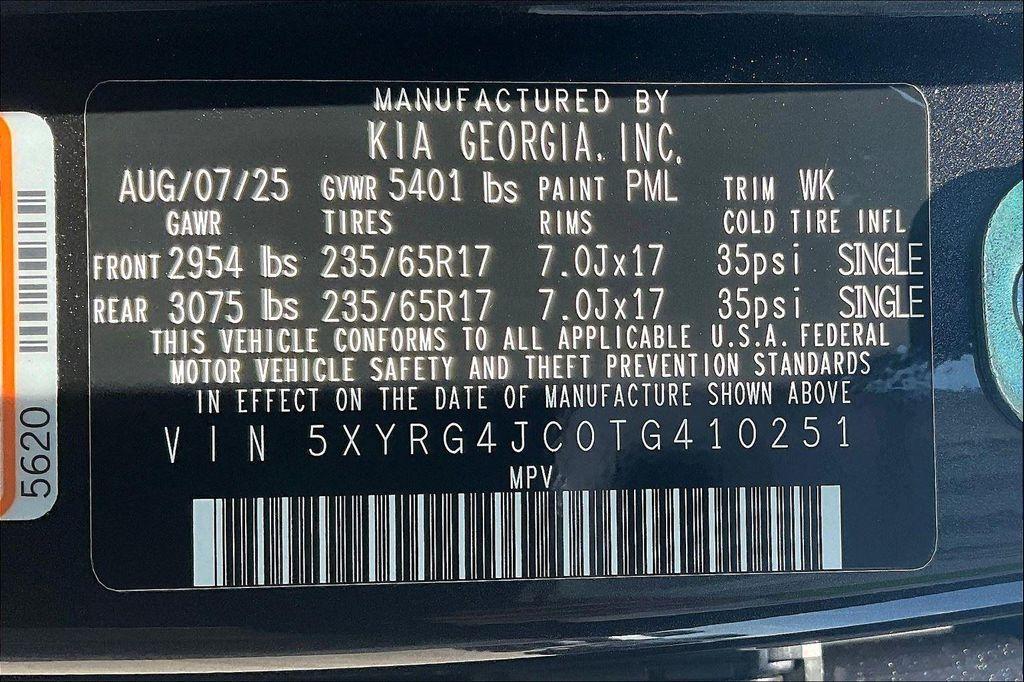 MANUFACTURED BY
KIA GEORGIA, INC.
AUG/07/25 GVWR 5401 lbs PAINT PML TRIM WK
GAWR TIRES RIMS COLD TIRE INFL
FRONT 2954 lbs 235/65R17 7.0Jx17 35psi SINGLE
REAR 3075 lbs 235/65R17 7.0Jx17 35psi SINGLE
THIS VEHICLE CONFORMS TO ALL APPLICABLE U.S.A. FEDERAL
MOTOR VEHICLE SAFETY AND THEFT PREVENTION STANDARDS
IN EFFECT ON THE DATE OF MANUFACTURE SHOWN ABOVE
VIN 5XYRG4JC0TG410251
MPV
5620